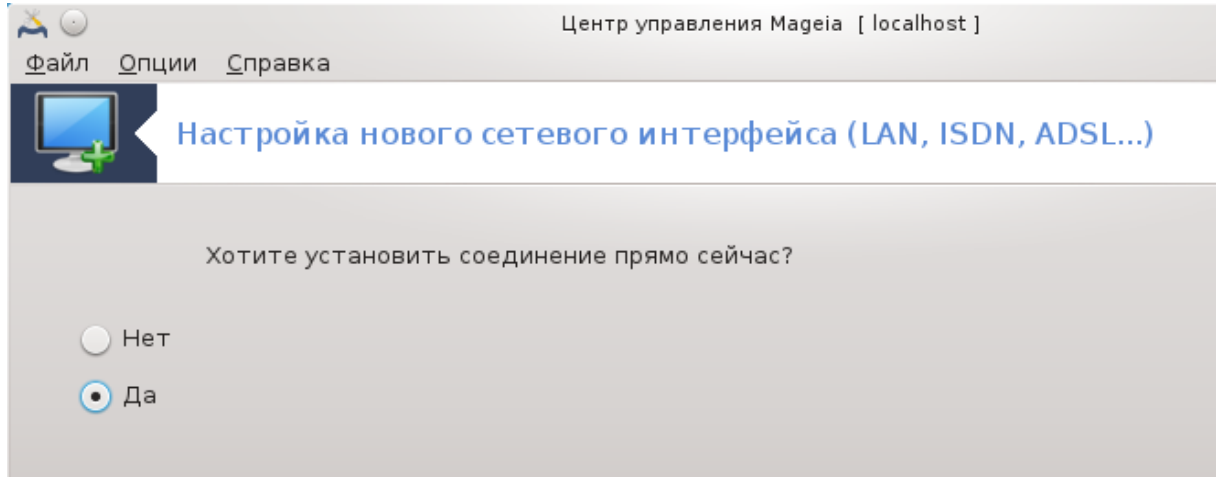 Центр управления Mageia [ localhost ]
Файл Опции Справка
Настройка нового сетевого интерфейса (LAN, ISDN, ADSL...)
Хотите установить соединение прямо сейчас?
Нет
Да